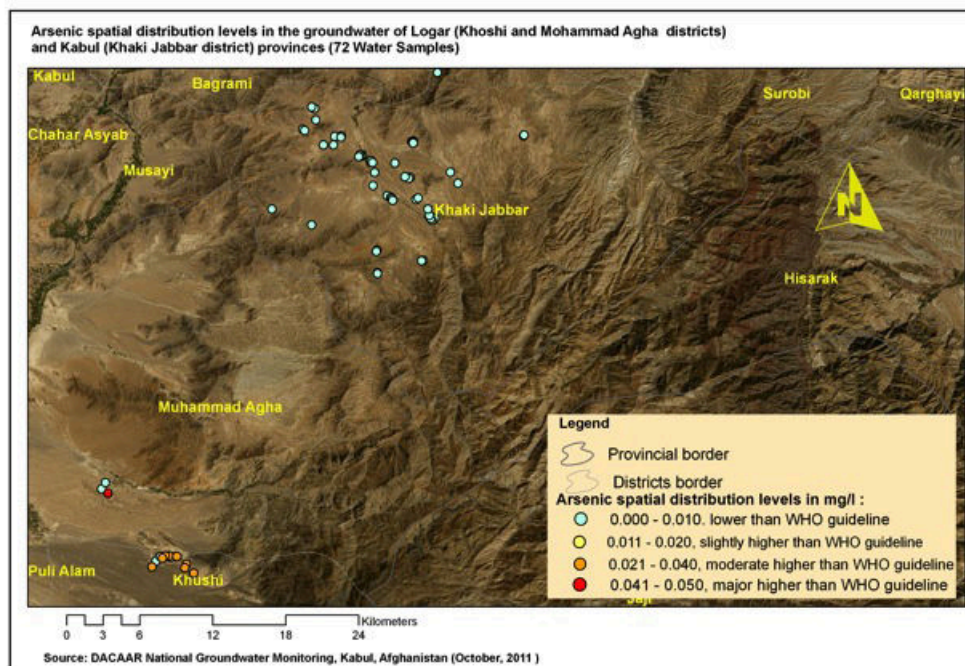 Arsenic spatial distribution levels in the groundwater of Logar (Khoshi and Mohammad Agha districts)
and Kabul (Khaki Jabbar district) provinces (72 Water Samples)
Kabul
Bagrami
Surobi
Qarghayi
Chahar Asyab
Musayi
Khaki Jabbar
N
Hisarak
Muhammad Agha
Legend
Provincial border
Districts border
Arsenic spatial distribution levels in mg/l :
0.000 - 0.010. lower than WHO guideline
0.011 - 0.020, slightly higher than WHO guideline
0.021 - 0.040, moderate higher than WHO guideline
0.041 - 0.050, major higher than WHO guideline
Puli Alam
Khushi
Jaji
Kilometers
0 3 6 12 18 24
Source: DACAAR National Groundwater Monitoring, Kabul, Afghanistan (October, 2011 )